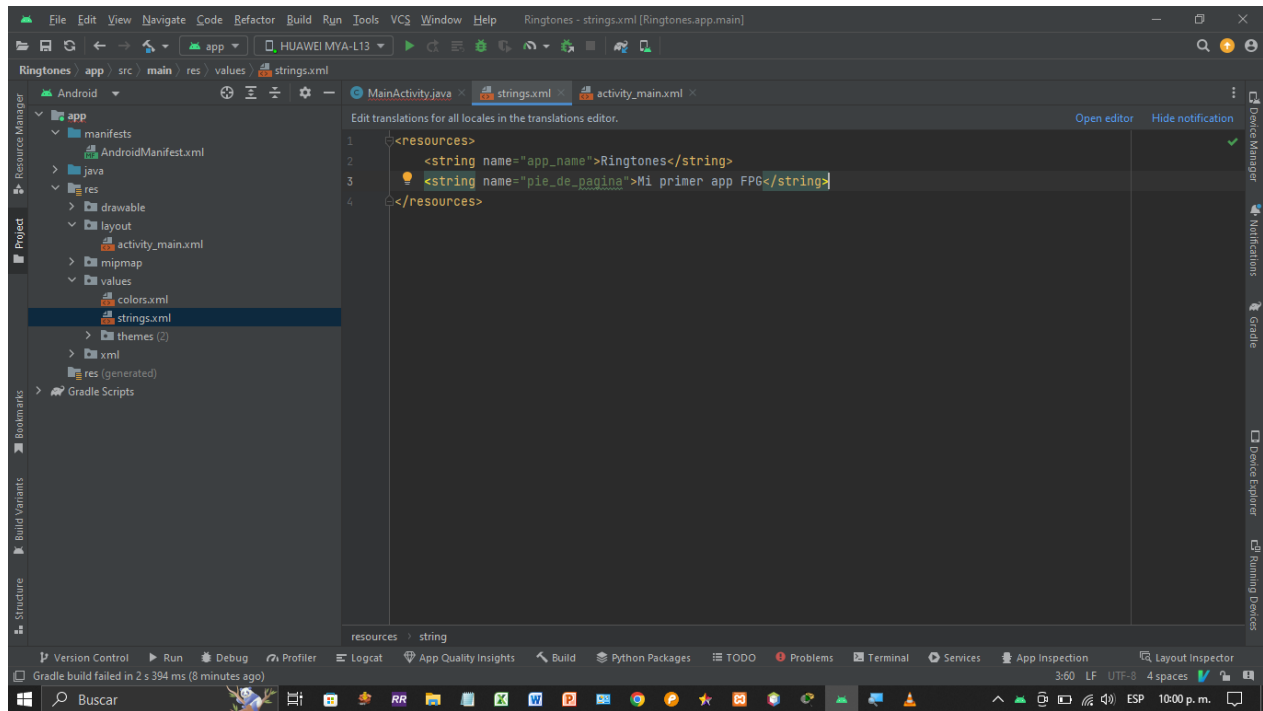 File Edit View Navigate Code Refactor Build Run Tools VCS Window Help Ringtones - strings.xml [Ringtones.app.main]
app HUAWEI MYA-L13
Ringtones app src main res values strings.xml
Android MainActivity.java strings.xml activity_main.xml
Edit translations for all locales in the translations editor. Open editor Hide notification
app
manifests
AndroidManifest.xml
java
res
drawable
layout
activity_main.xml
mipmap
values
colors.xml
strings.xml
themes (2)
xml
res (generated)
Gradle Scripts
1 <resources>
2 <string name="app_name">Ringtones</string>
3 <string name="pie_de_pagina">Mi primer app FPG</string>
4 </resources>
Resource Manager
Project
Bookmarks
Build Variants
Structure
Device Manager
Notifications
Gradle
Device Explorer
Running Devices
resources > string
Version Control Run Debug Profiler Logcat App Quality Insights Build Python Packages TODO Problems Terminal Services App Inspection Layout Inspector
Gradle build failed in 2 s 394 ms (8 minutes ago) 3:60 LF UTF-8 4 spaces
Buscar RR ESP 10:00 p. m.